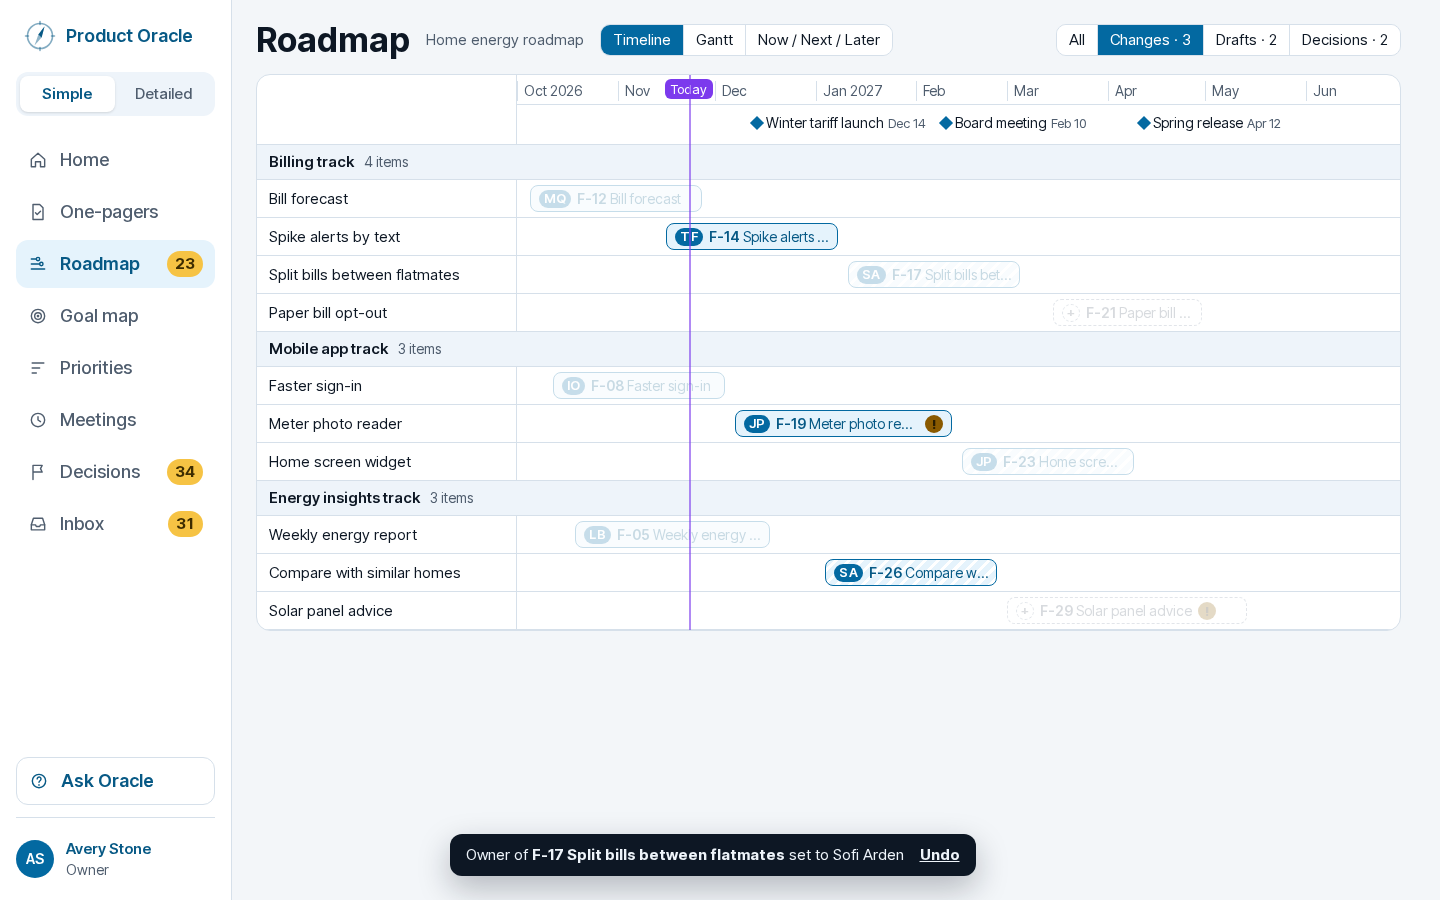 Product Oracle
Simple
Detailed
Home
One-pagers
Roadmap 23
Goal map
Priorities
Meetings
Decisions 34
Inbox 31
Ask Oracle
AS
Avery Stone
Owner
Roadmap
Home energy roadmap
Timeline
Gantt
Now / Next / Later
All
Changes · 3
Drafts · 2
Decisions · 2
Oct 2026
Nov
Today
Dec
Jan 2027
Feb
Mar
Apr
May
Jun
Winter tariff launch Dec 14
Board meeting Feb 10
Spring release Apr 12
Billing track 4 items
Bill forecast
MQ F-12 Bill forecast
Spike alerts by text
TF F-14 Spike alerts ...
Split bills between flatmates
SA F-17 Split bills bet...
Paper bill opt-out
+ F-21 Paper bill ...
Mobile app track 3 items
Faster sign-in
IO F-08 Faster sign-in
Meter photo reader
JP F-19 Meter photo re... !
Home screen widget
JP F-23 Home scre...
Energy insights track 3 items
Weekly energy report
LB F-05 Weekly energy ...
Compare with similar homes
SA F-26 Compare w...
Solar panel advice
+ F-29 Solar panel advice !
Owner of F-17 Split bills between flatmates set to Sofi Arden Undo